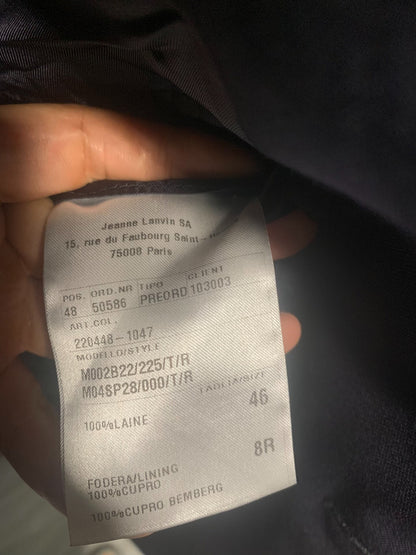 Jeanne Lanvin SA
15, rue du Faubourg Saint-
75008 Paris
POS. ORD.NR TIPO CLIENT
48 50586 PREORD 103003
ART.COL.
220448-1047
MODELLO/STYLE
M002B22/225/T/R
M04SP28/000/T/R
TAGLIA/SIZE
100%LAINE 46
8R
FODERA/LINING
100%CUPRO
100%CUPRO BEMBERG